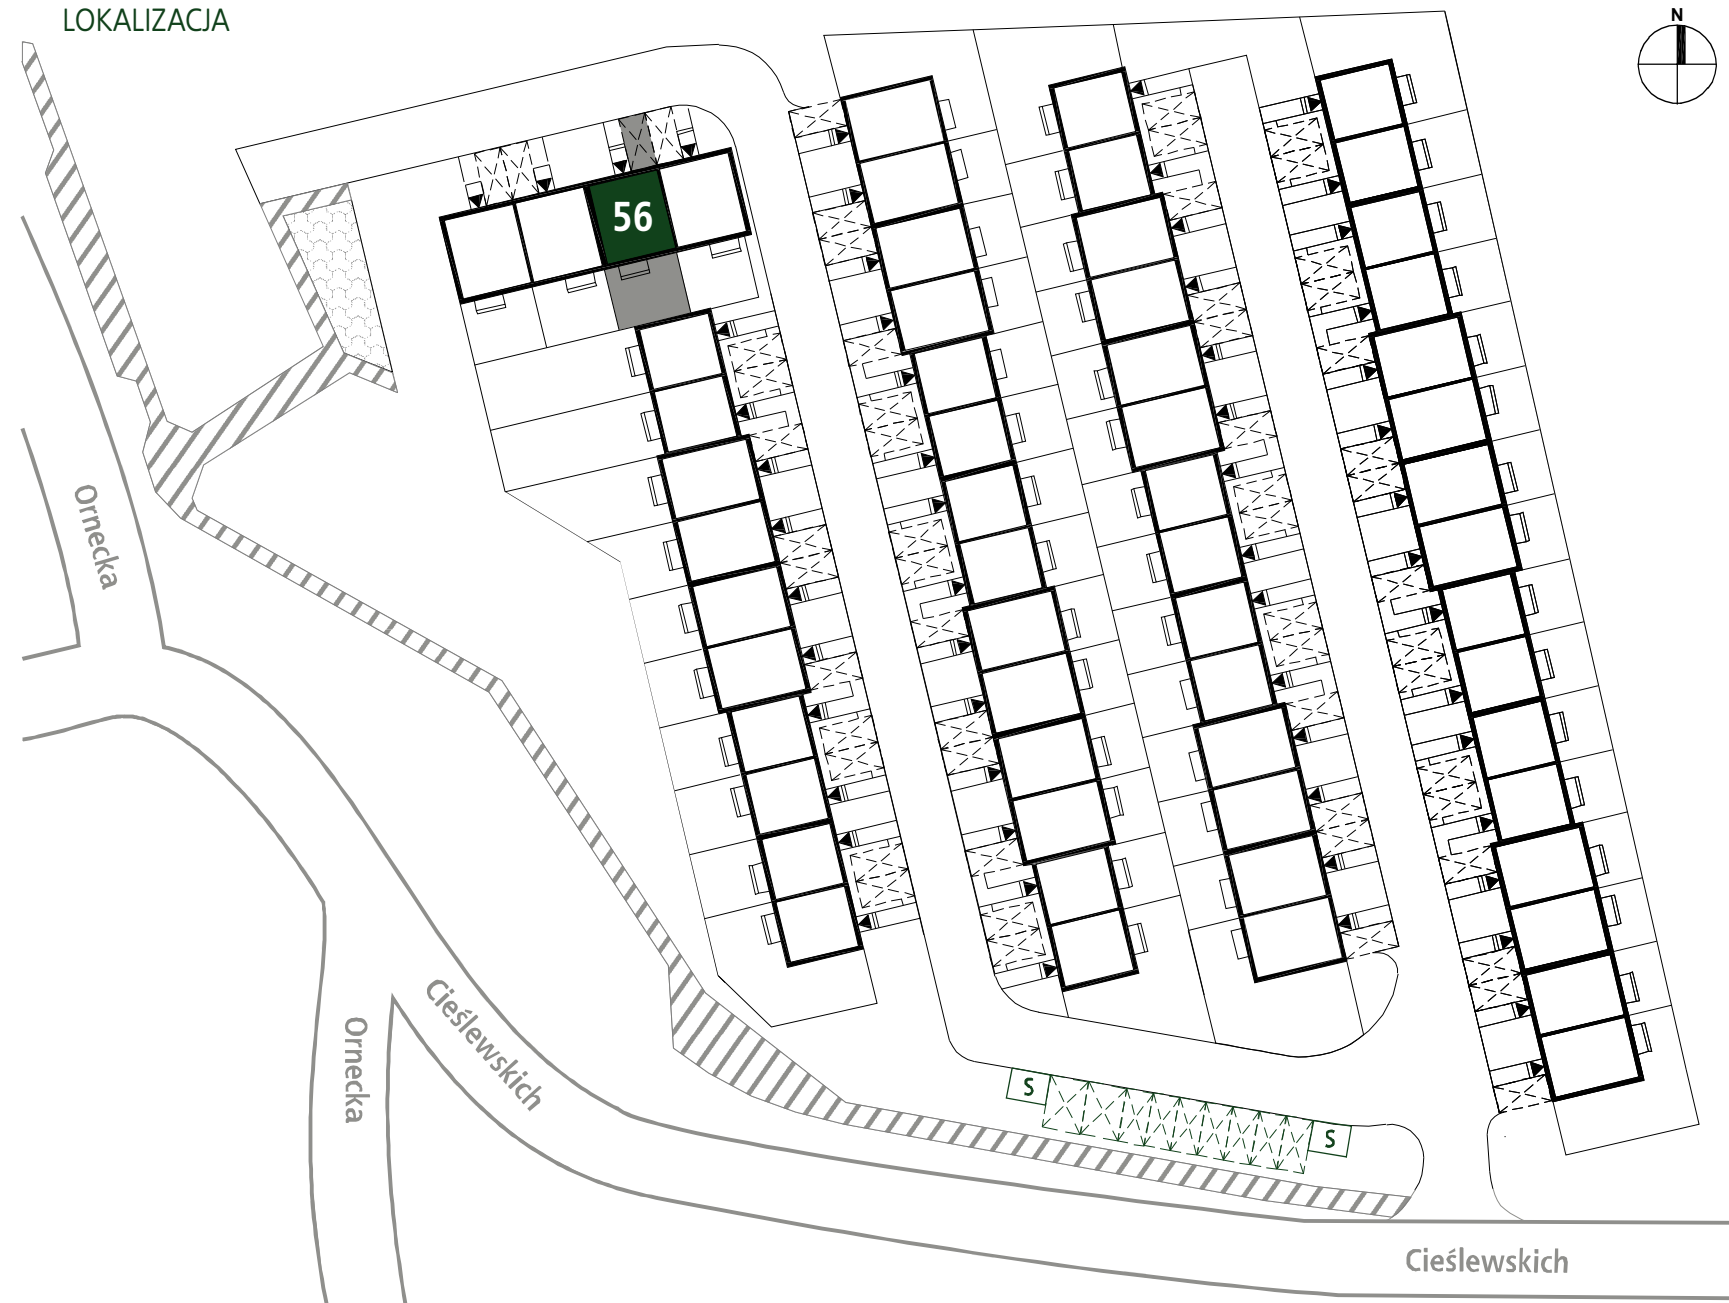 LOKALIZACJA
N
56
Ornecka
Ornecka
Cieślewskich
S
S
Cieślewskich